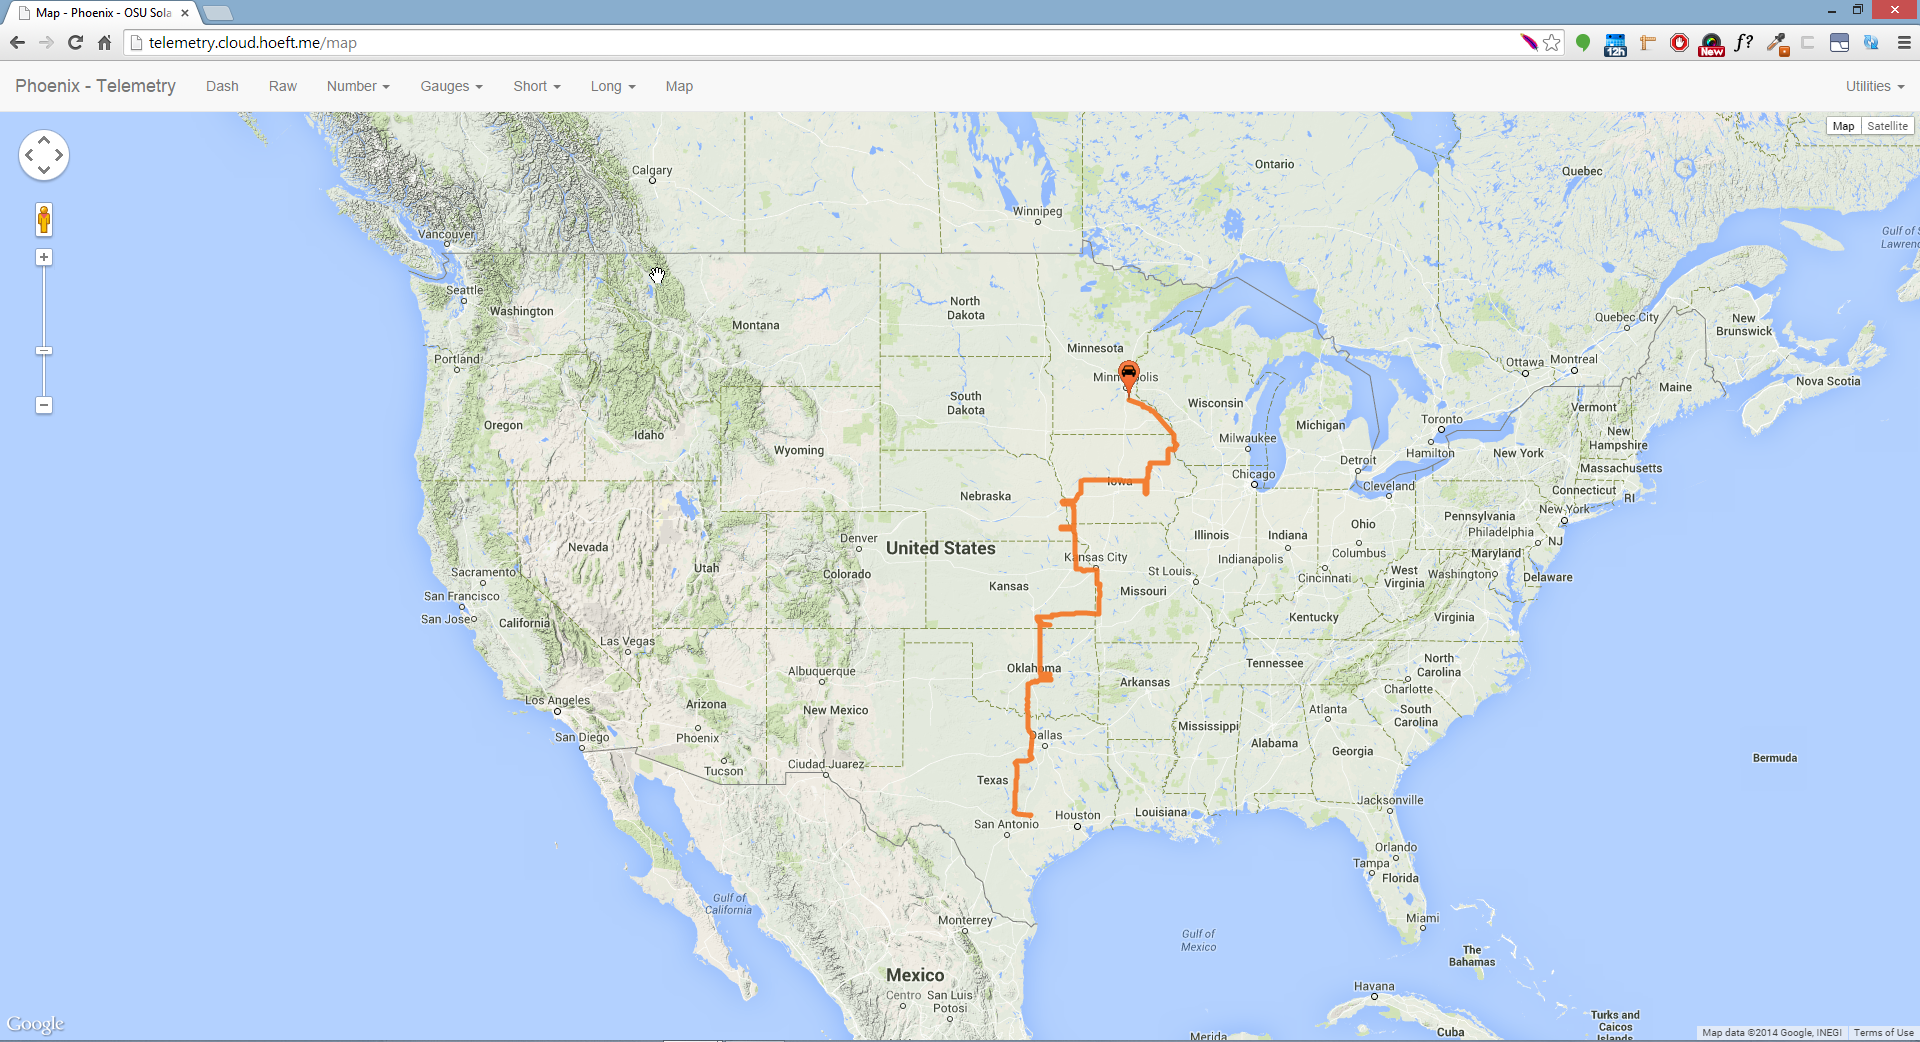 Map - Phoenix - OSU Sola
telemetry.cloud.hoeft.me/map
12h
New
f?
Phoenix - Telemetry Dash Raw Number Gauges Short Long Map Utilities
Map Satellite
Calgary
Ontario
Quebec
Winnipeg
Vancouver
Gulf of S
Lawrenc
Seattle
Washington
North
Dakota
Montana
Quebec City
New
Brunswick
Portland
Minnesota
Minn polis
Ottawa
Montreal
Nova Scotia
Maine
South
Dakota
Wisconsin
Vermont
Oregon
Idaho
Michigan
Toronto
Hamilton
New
Hampshire
Milwaukee
Wyoming
New York
Detroit
Massachusetts
Chicago
Iowa
Cleveland
Connecticut
RI
Nebraska
New York
Pennsylvania
Philadelphia
NJ
Ohio
Illinois
Indiana
Denver
United States
Nevada
Kansas City
Indianapolis
Columbus
Maryland
Utah
Colorado
St Louis
Cincinnati
West
Virginia
Washington
Delaware
Sacramento
Kansas
Missouri
San Francisco
San Jose
California
Kentucky
Virginia
Las Vegas
Albuquerque
Oklahoma
Tennessee
North
Carolina
Arkansas
Charlotte
Los Angeles
Arizona
New Mexico
Atlanta
South
Carolina
Mississippi
San Diego
Phoenix
Dallas
Alabama
Georgia
Bermuda
Tucson
Ciudad Juarez
Texas
Jacksonville
San Antonio
Houston
Louisiana
Orlando
Tampa
Florida
Gulf of
California
Monterrey
Miami
Gulf of
Mexico
The
Bahamas
Mexico
Centro
San Luis
Potosi
Havana
Turks and
Caicos
Islands
Google
Merida
Cuba
Map data ©2014 Google, INEGI Terms of Use